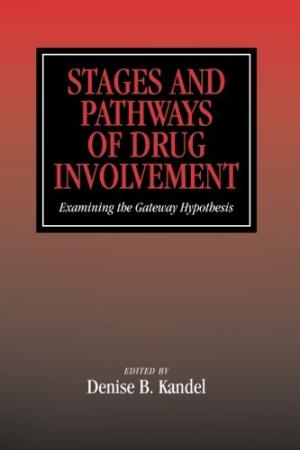 STAGES AND
PATHWAYS
OF DRUG
INVOLVEMENT
Examining the Gateway Hypothesis
EDITED BY
Denise B. Kandel